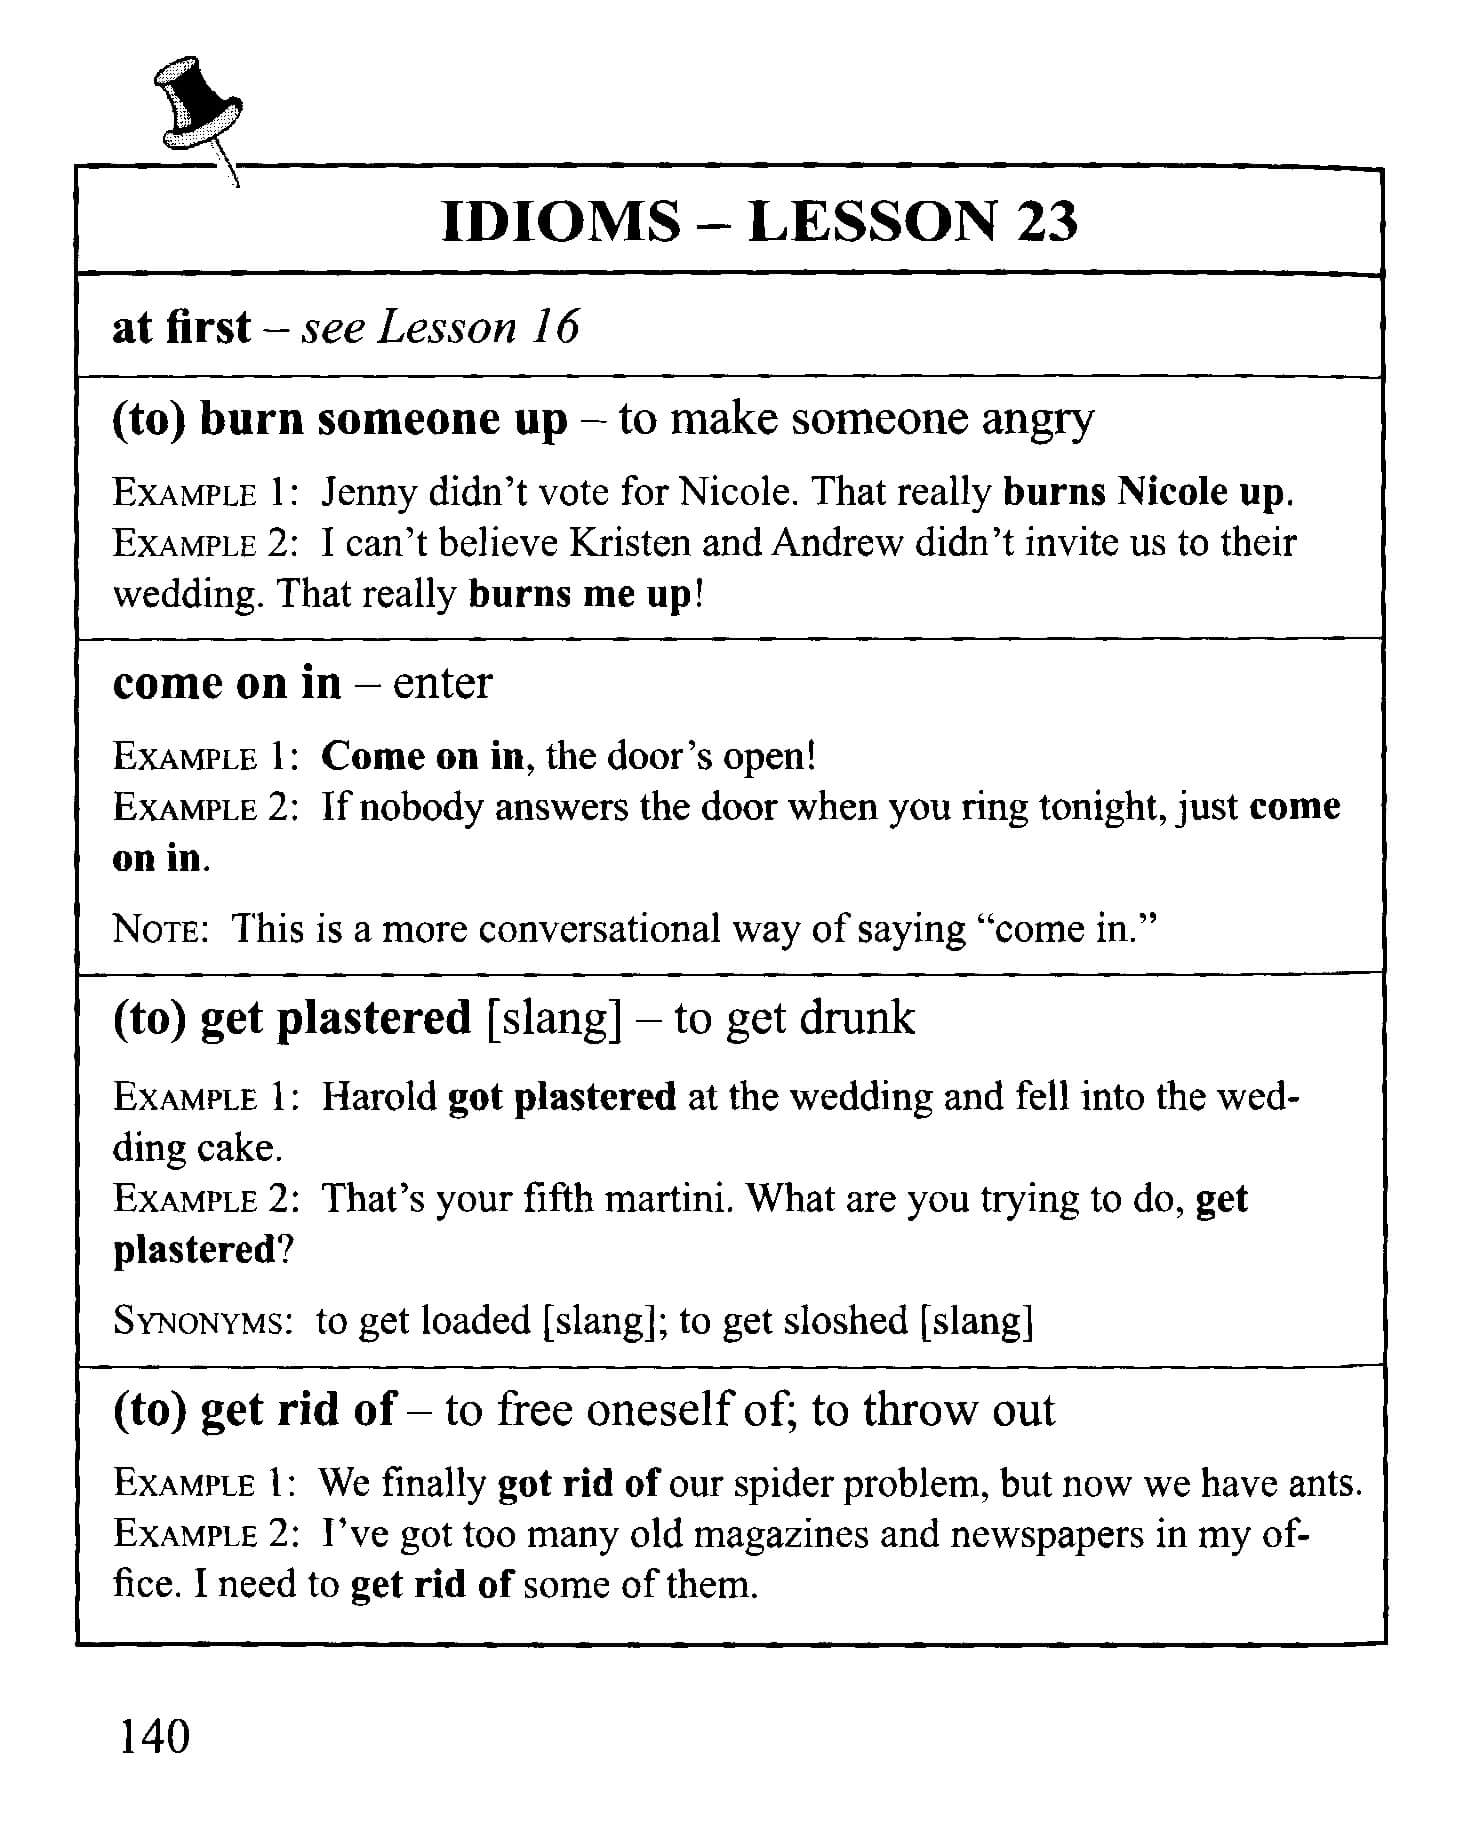 IDIOMS – LESSON 23
at first – see Lesson 16
(to) burn someone up – to make someone angry
EXAMPLE 1: Jenny didn’t vote for Nicole. That really burns Nicole up.
EXAMPLE 2: I can’t believe Kristen and Andrew didn’t invite us to their
wedding. That really burns me up!
come on in – enter
EXAMPLE 1: Come on in, the door’s open!
EXAMPLE 2: If nobody answers the door when you ring tonight, just come
on in.
NOTE: This is a more conversational way of saying “come in.”
(to) get plastered [slang] – to get drunk
EXAMPLE 1: Harold got plastered at the wedding and fell into the wed-
ding cake.
EXAMPLE 2: That’s your fifth martini. What are you trying to do, get
plastered?
SYNONYMS: to get loaded [slang]; to get sloshed [slang]
(to) get rid of – to free oneself of; to throw out
EXAMPLE 1: We finally got rid of our spider problem, but now we have ants.
EXAMPLE 2: I’ve got too many old magazines and newspapers in my of-
fice. I need to get rid of some of them.
140